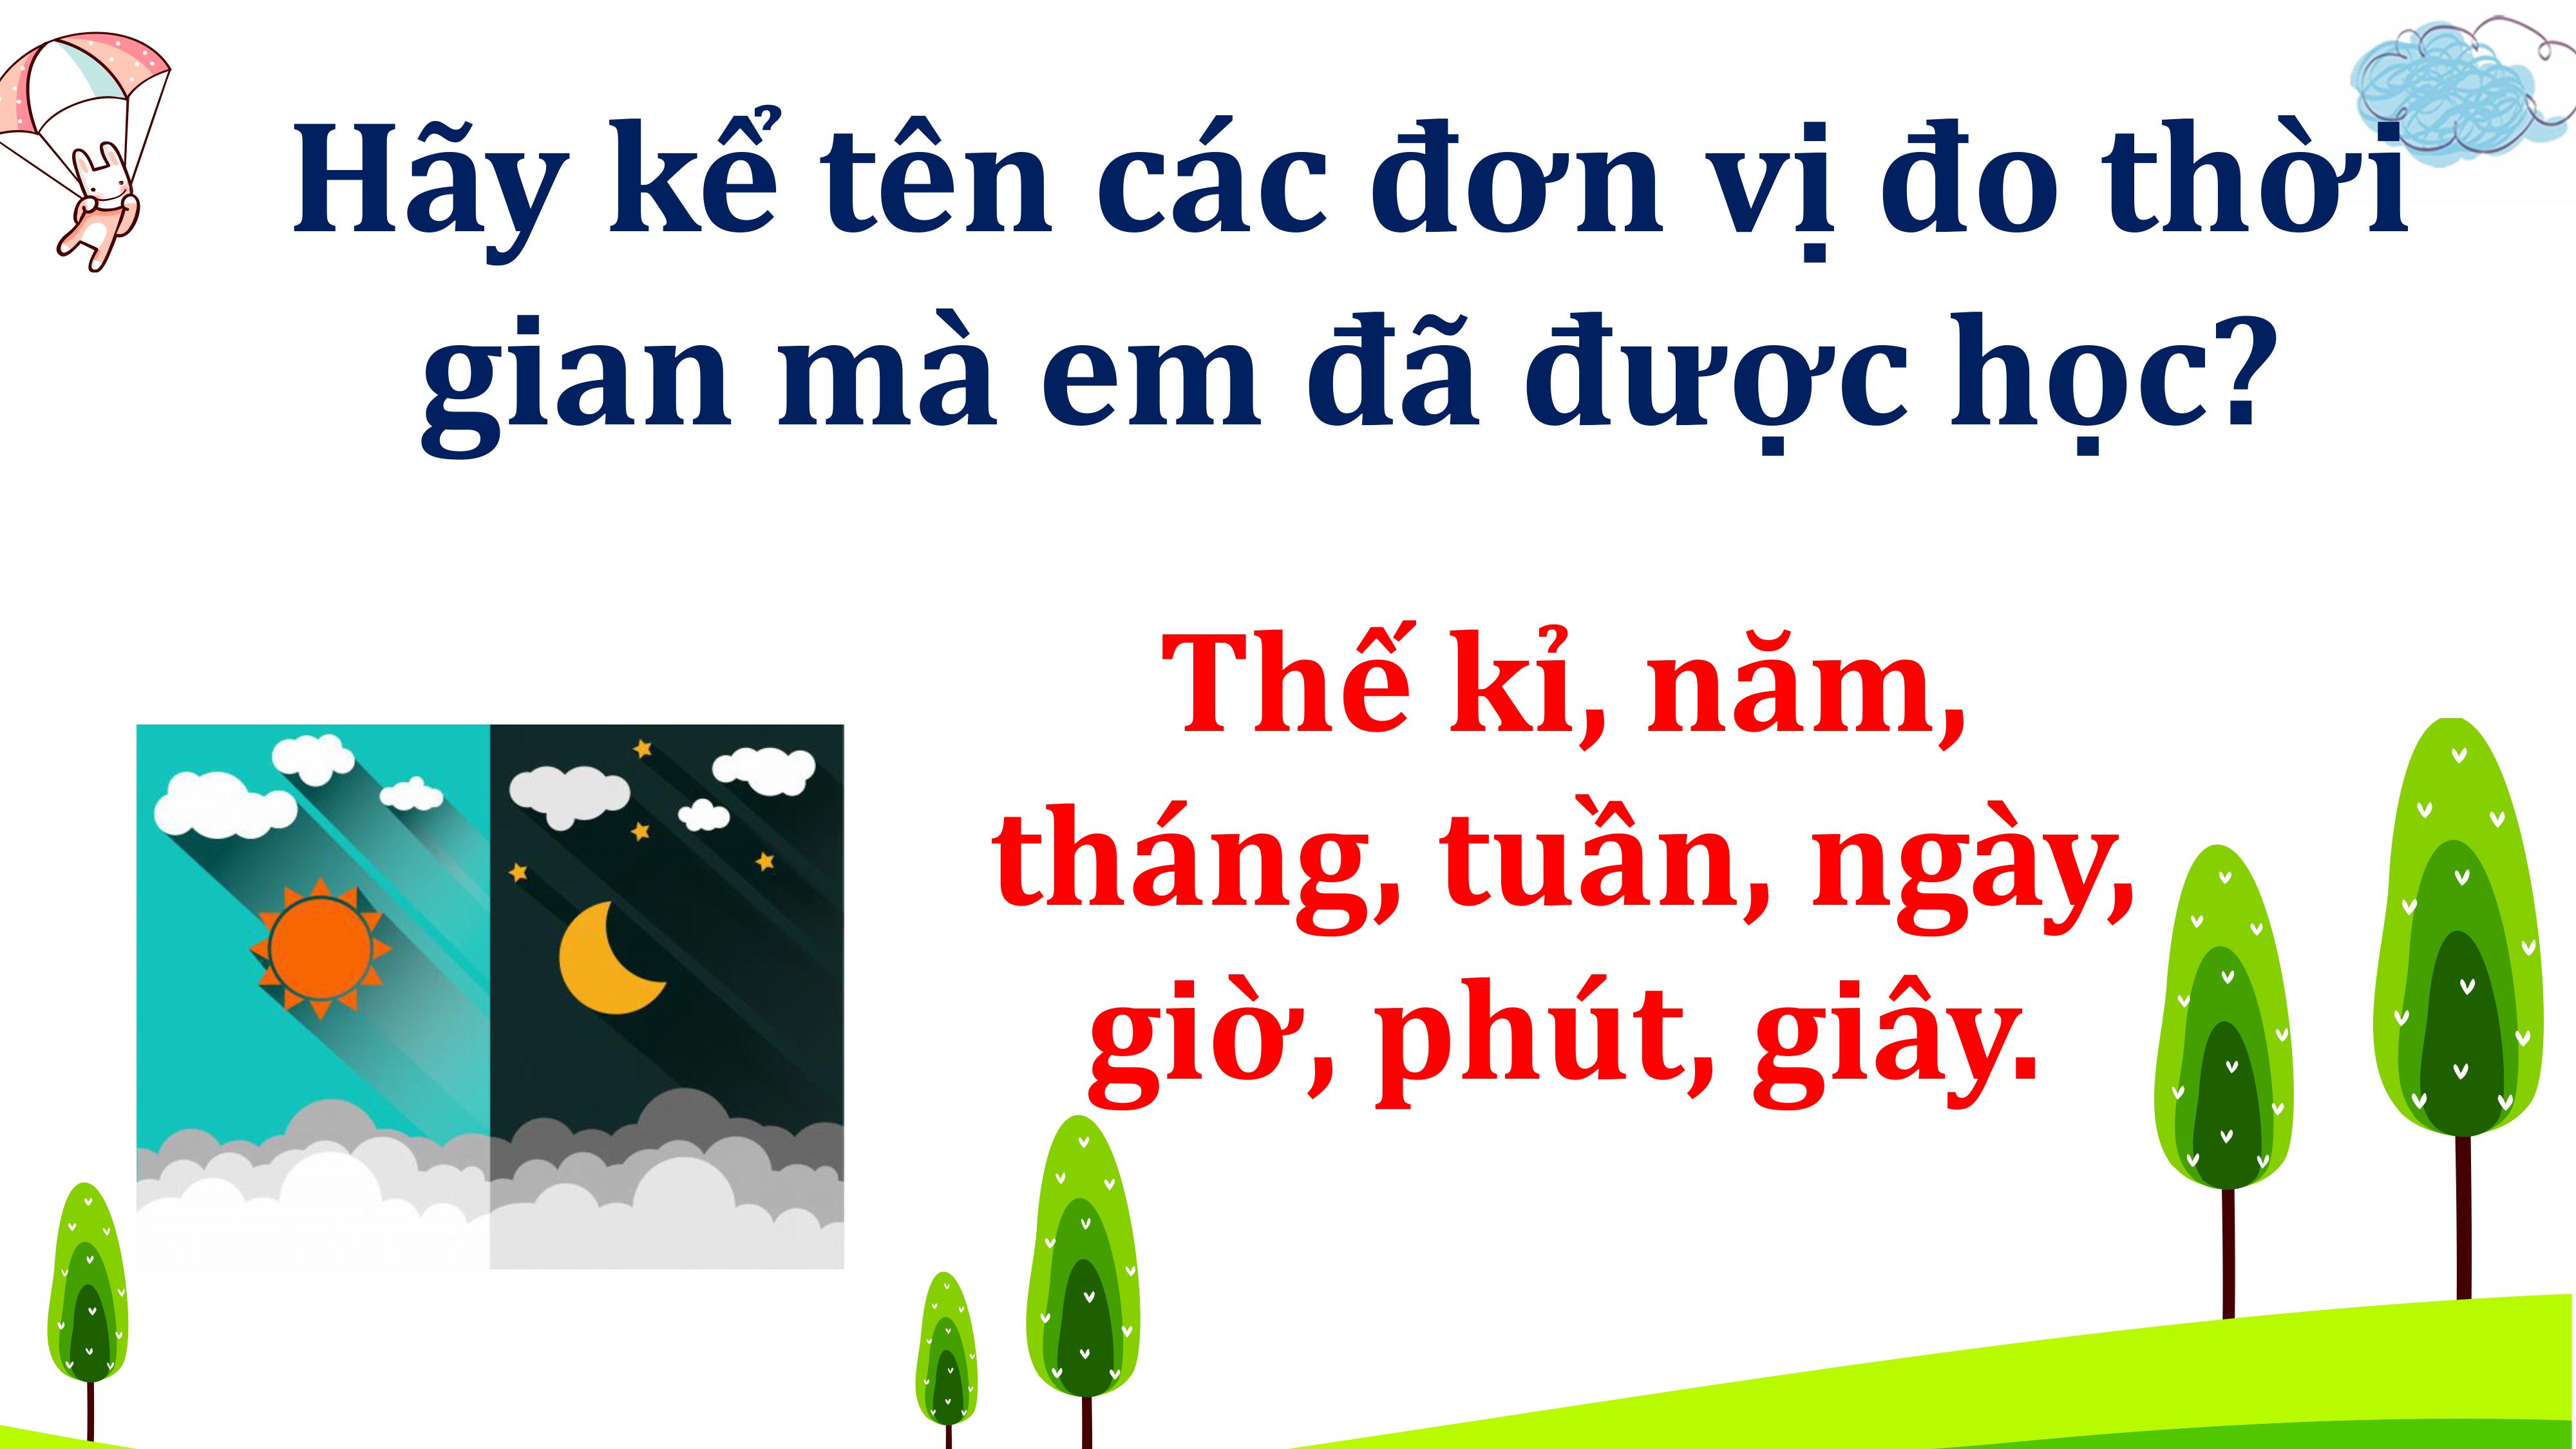 Hãy kể tên các đơn vị đo thời
gian mà em đã được học?
Thế kỉ, năm,
tháng, tuần, ngày,
giờ, phút, giây.